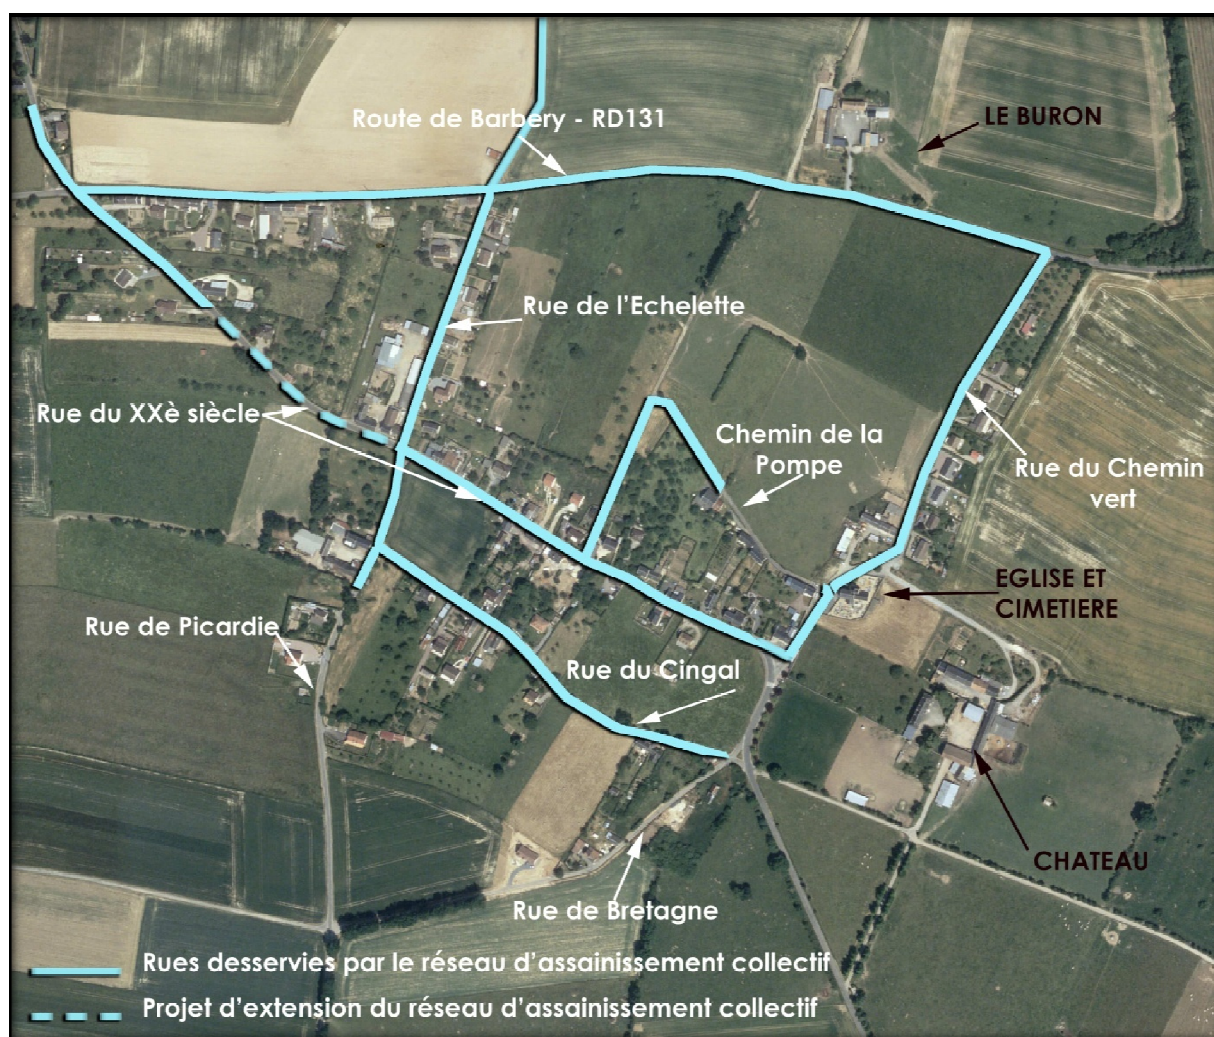 LE BURON
Route de Barbery - RD131
Rue de l'Echelette
Rue du XXè siècle
Chemin de la
Pompe
Rue du Chemin
vert
EGLISE ET
CIMETIERE
Rue de Picardie
Rue du Cingal
CHATEAU
Rue de Bretagne
Rues desservies par le réseau d'assainissement collectif
Projet d'extension du réseau d'assainissement collectif